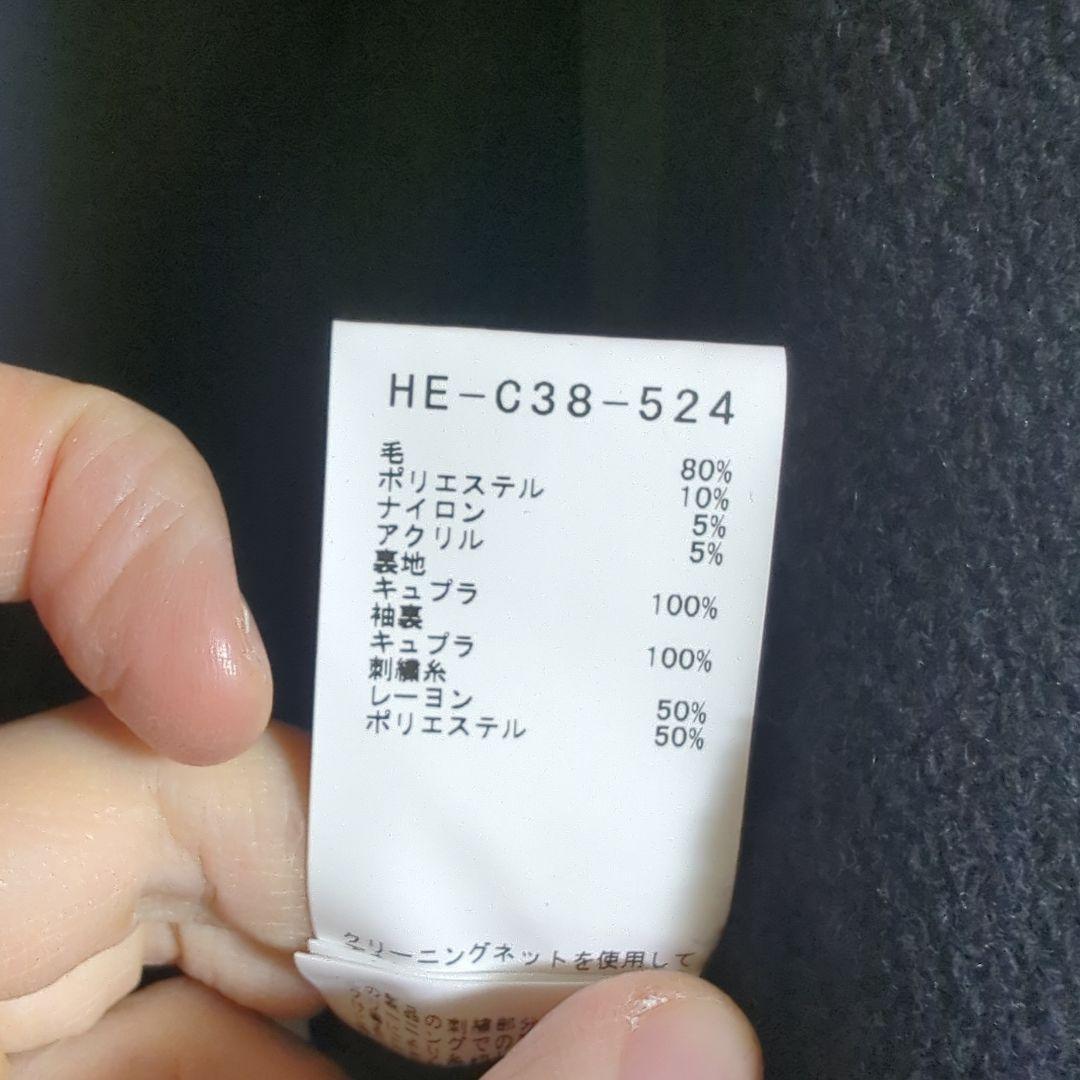 HE-C38-524
毛 80%
ポリエステル 10%
ナイロン 5%
アクリル 5%
裏地
キュプラ 100%
袖裏
キュプラ 100%
刺繍糸
レーヨン 50%
ポリエステル 50%
クリーニングネットを使用して